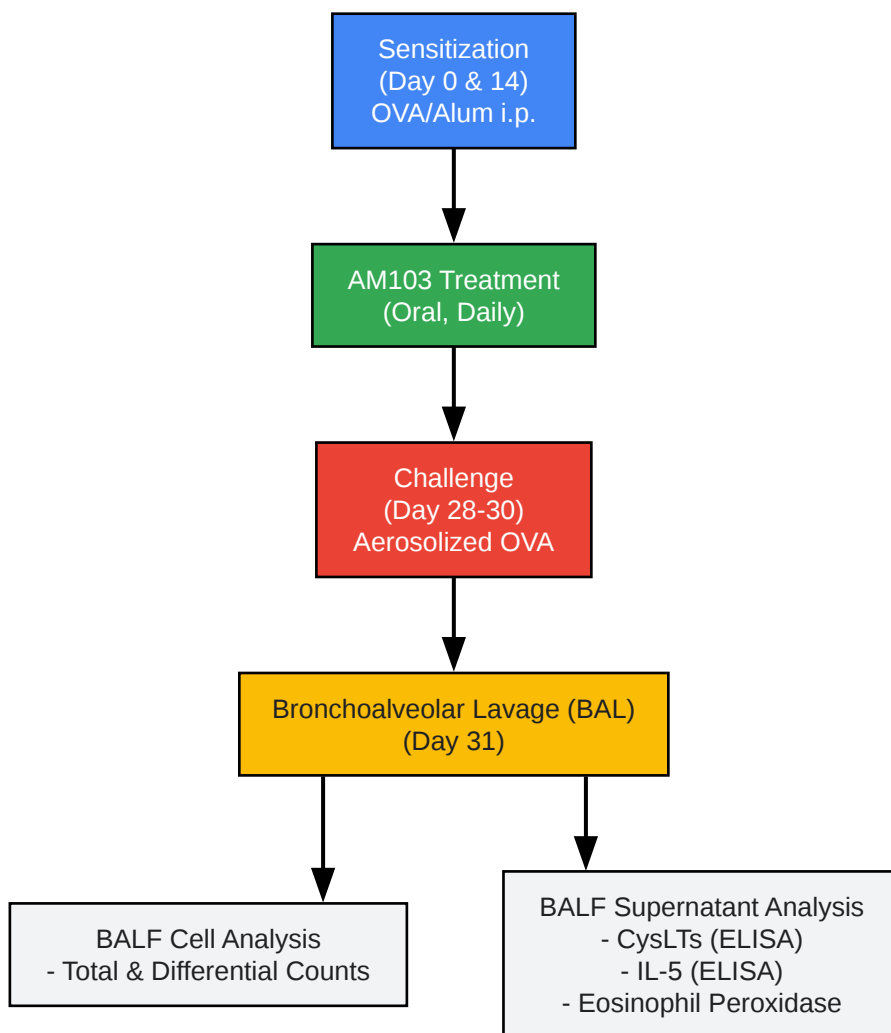 Sensitization
(Day 0 & 14)
OVA/Alum i.p.
AM103 Treatment
(Oral, Daily)
Challenge
(Day 28-30)
Aerosolized OVA
Bronchoalveolar Lavage (BAL)
(Day 31)
BALF Cell Analysis
- Total & Differential Counts
BALF Supernatant Analysis
- CysLTs (ELISA)
- IL-5 (ELISA)
- Eosinophil Peroxidase